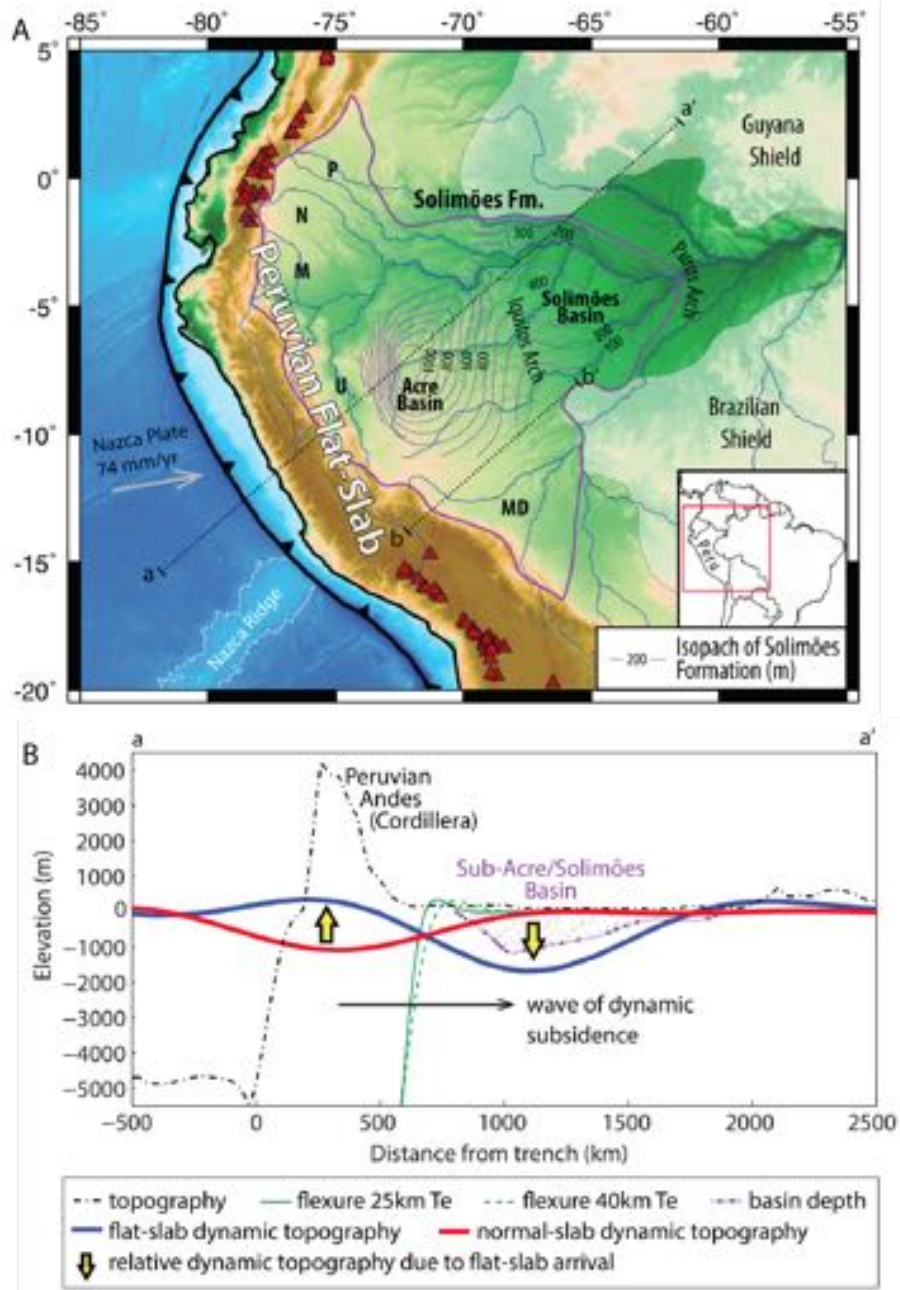 A
-85° -80° -75° -70° -65° -60° -55°
5°
0°
-5°
-10°
-15°
-20°
a'
Guyana
Shield
P
Solimões Fm.
N
300 200
M
Purus Arch
Peruvian Flat-Slab
400
Solimões
Basin
Iquitos Arch
U
Acre
Basin
b'
Brazilian
Shield
Nazca Plate
74 mm/yr
MD
b
a
Peru
Nazca Ridge
200 Isopach of Solimões
Formation (m)
B
a a'
4000
3000
2000
1000
0
−1000
−2000
−3000
−4000
−5000
Elevation (m)
Peruvian
Andes
(Cordillera)
Sub-Acre/Solimões
Basin
wave of dynamic
subsidence
−500 0 500 1000 1500 2000 2500
Distance from trench (km)
topography flexure 25km Te flexure 40km Te basin depth
flat-slab dynamic topography normal-slab dynamic topography
relative dynamic topography due to flat-slab arrival